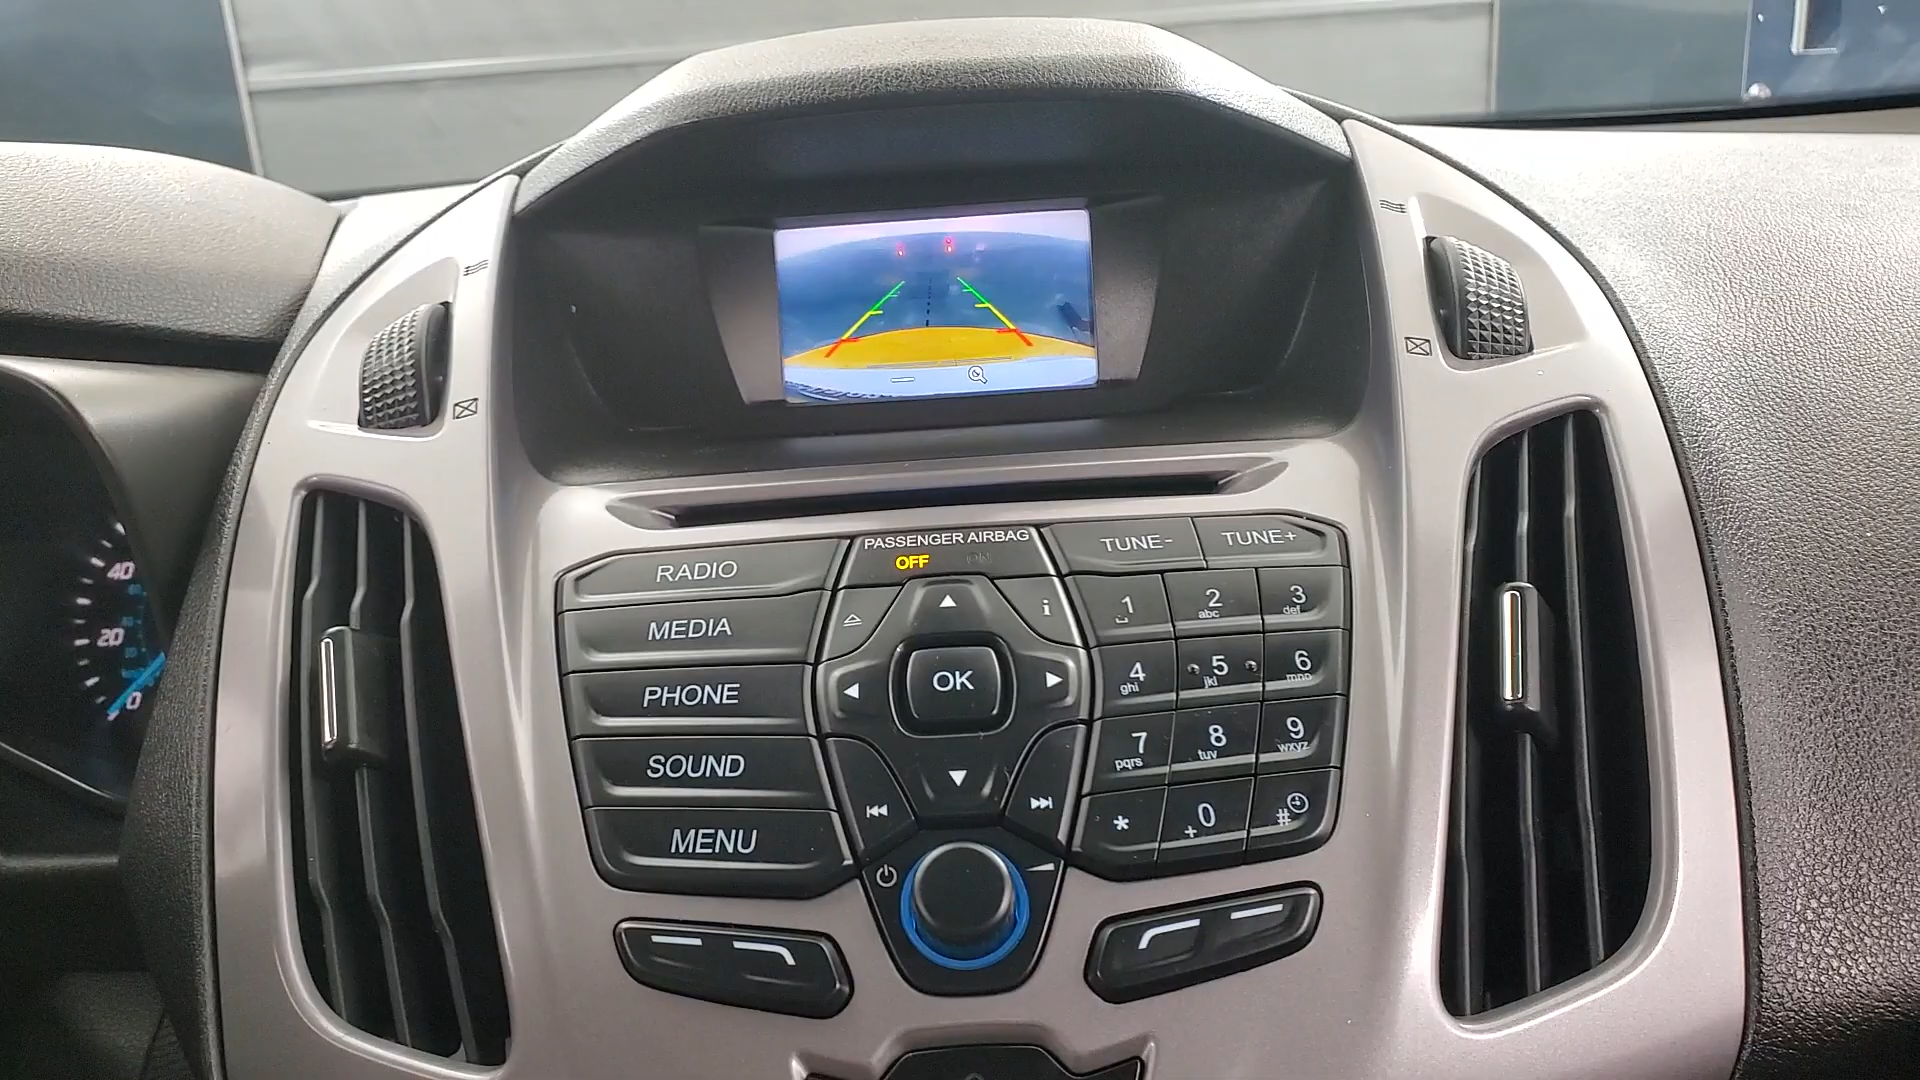 PASSENGER AIRBAG
OFF ON
TUNE- TUNE+
RADIO
MEDIA
PHONE
SOUND
MENU
i
OK
1
2 abc
3 def
4 ghi
5 jkl
6 mno
7 pqrs
8 tuv
9 wxyz
*
+0
#
40
20
0